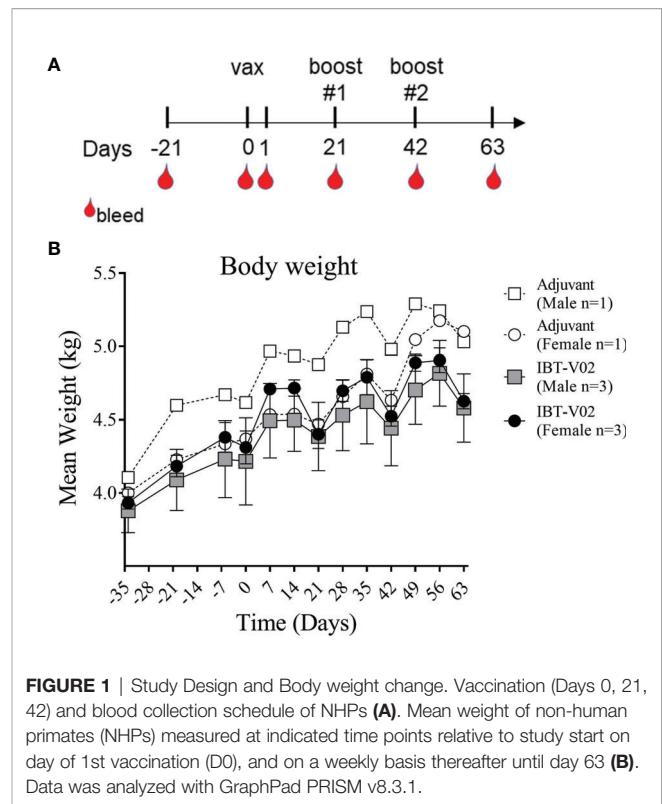 A
vax
boost
#1
boost
#2
Days -21 0 1 21 42 63
bleed
B
Body weight
Mean Weight (kg)
5.5
5.0
4.5
4.0
-35 -28 -21 -14 -7 0 7 14 21 28 35 42 49 56 63
Time (Days)
Adjuvant
(Male n=1)
Adjuvant
(Female n=1)
IBT-V02
(Male n=3)
IBT-V02
(Female n=3)
FIGURE 1 | Study Design and Body weight change. Vaccination (Days 0, 21,
42) and blood collection schedule of NHPs (A). Mean weight of non-human
primates (NHPs) measured at indicated time points relative to study start on
day of 1st vaccination (D0), and on a weekly basis thereafter until day 63 (B).
Data was analyzed with GraphPad PRISM v8.3.1.